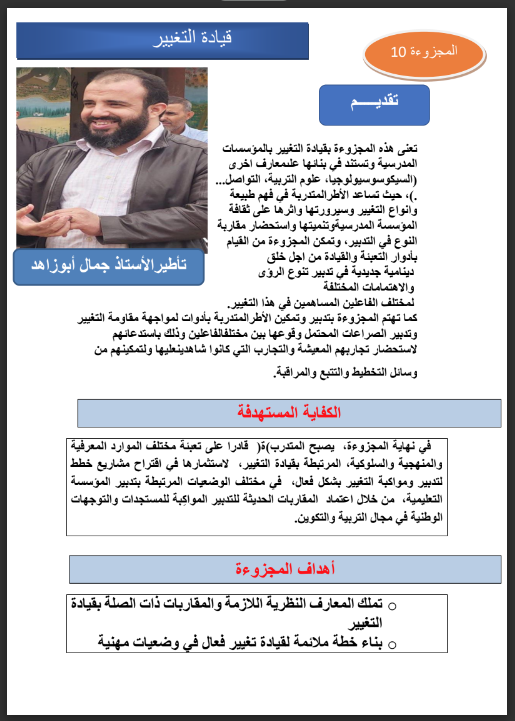 قيادة التغيير
المجزوءة 10
تقديـــــم
تعنى هذه المجزوءة بقيادة التغيير بالمؤسسات
المدرسية وتستند في بنائها علىمعارف اخرى
(السيكوسوسيولوجيا، علوم التربية، التواصل...
.)، حيث تساعد الأطرالمتدربة في فهم طبيعة
وانواع التغيير وسيرورتها واثرها على ثقافة
المؤسسة المدرسيةوتنميتها واستحضار مقاربة
النوع في التدبير، وتمكن المجزوءة من القيام
بأدوار التعبئة والقيادة من اجل خلق
دينامية جديدية في تدبير تنوع الرؤى
والاهتمامات المختلفة
لمختلف الفاعلين المساهمين في هذا التغيير.
تأطيرالأستاذ جمال أبوزاهد
كما تهتم المجزوءة بتدبير وتمكين الأطرالمتدربة بأدوات لمواجهة مقاومة التغيير
وتدبير الصراعات المحتمل وقوعها بين مختلفالفاعلين وذلك باستدعائهم
لاستحضار تجاربهم المعيشة والتجارب التي كانوا شاهدينعليها ولتمكينهم من
وسائل التخطيط والتتبع والمراقبة.
الكفاية المستهدفة
في نهاية المجزوءة، يصبح المتدرب)ة( قادرا على تعبئة مختلف الموارد المعرفية
والمنهجية والسلوكية، المرتبطة بقيادة التغيير، لاستثمارها في اقتراح مشاريع خطط
لتدبير ومواكبة التغيير بشكل فعال، في مختلف الوضعيات المرتبطة بتدبير المؤسسة
التعليمية، من خلال اعتماد المقاربات الحديثة للتدبير المواكِبة للمستجدات والتوجهات
الوطنية في مجال التربية والتكوين.
أهداف المجزوءة
○ تملك المعارف النظرية اللازمة والمقاربات ذات الصلة بقيادة
التغيير
○ بناء خطة ملائمة لقيادة تغيير فعال في وضعيات مهنية